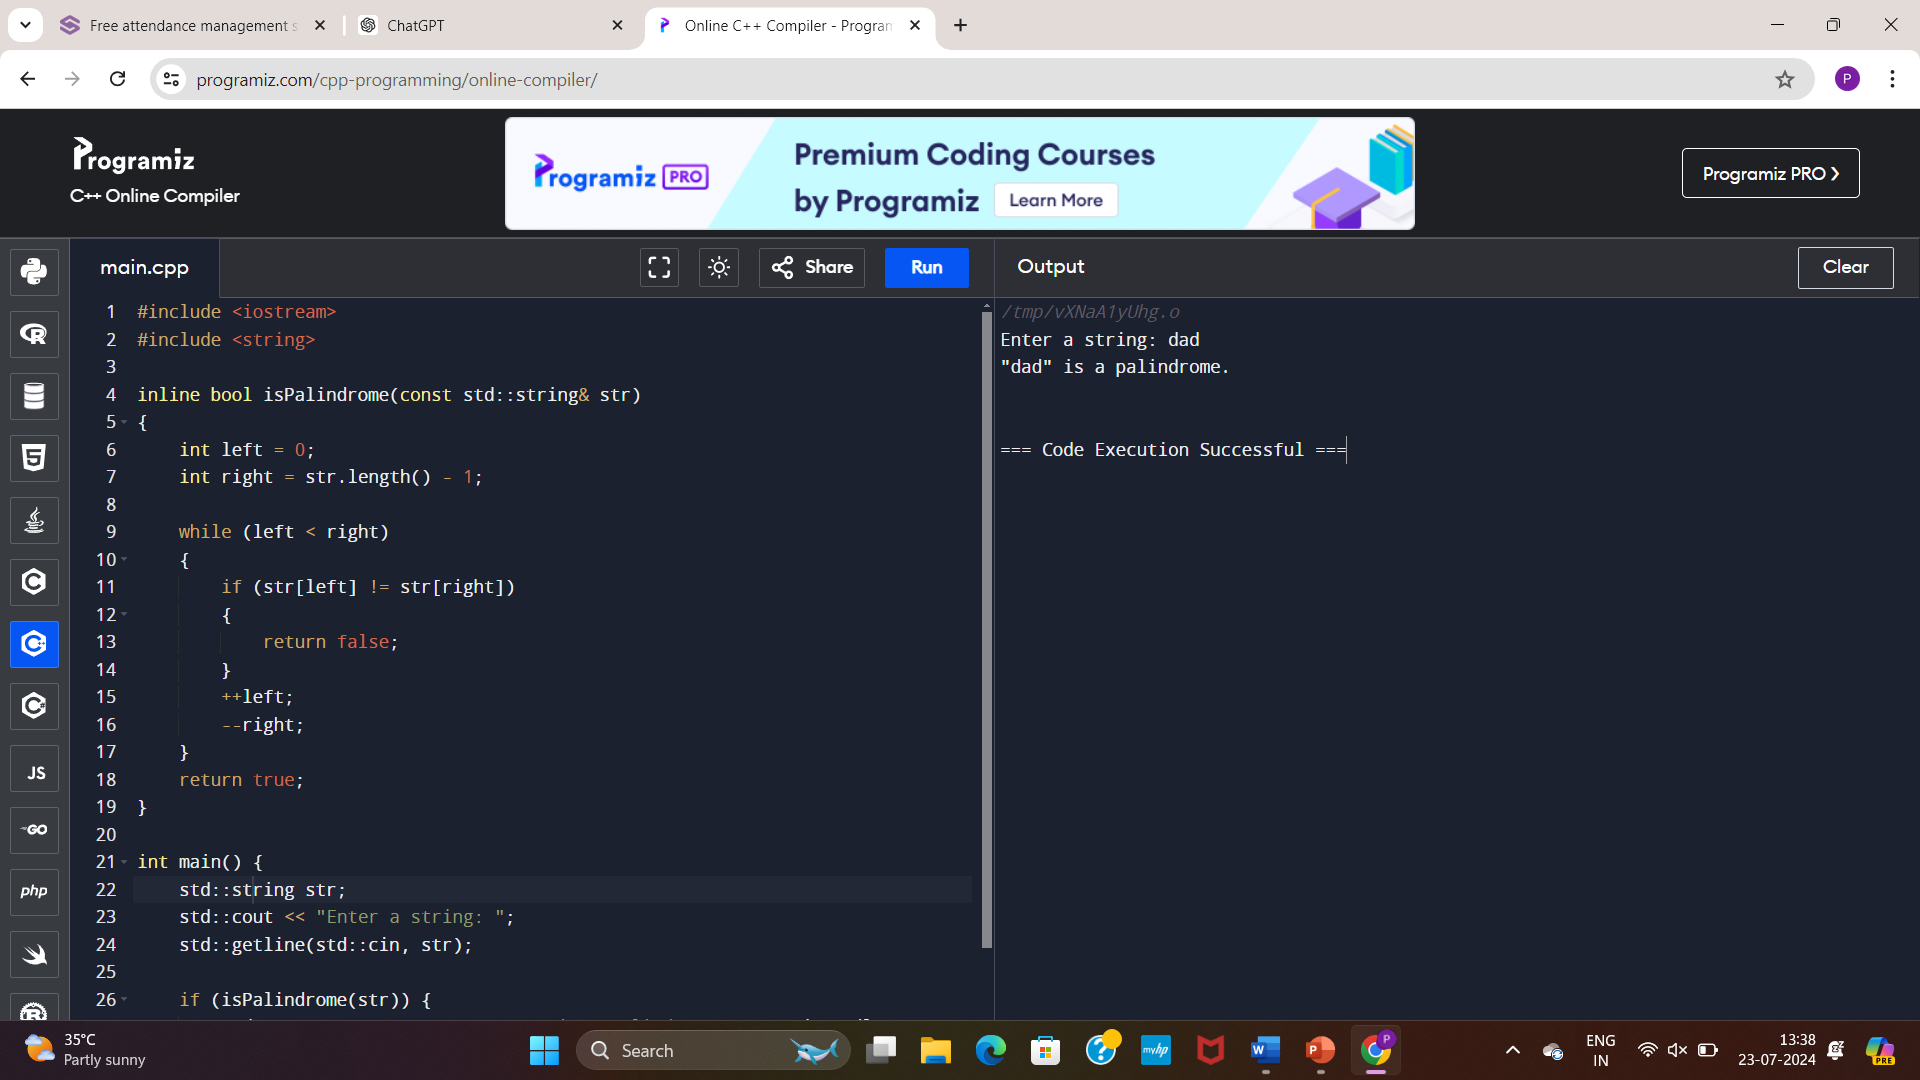 Free attendance management s
ChatGPT
Online C++ Compiler - Program
programiz.com/cpp-programming/online-compiler/
P
Programiz
C++ Online Compiler
Programiz PRO
Premium Coding Courses
by Programiz
Learn More
Programiz PRO ❯
main.cpp
Share
Run
Output
Clear
1 #include <iostream>
2 #include <string>
3
4 inline bool isPalindrome(const std::string& str)
5 {
6 int left = 0;
7 int right = str.length() - 1;
8
9 while (left < right)
10 {
11 if (str[left] != str[right])
12 {
13 return false;
14 }
15 ++left;
16 --right;
17 }
18 return true;
19 }
20
21 int main() {
22 std::string str;
23 std::cout << "Enter a string: ";
24 std::getline(std::cin, str);
25
26 if (isPalindrome(str)) {
/tmp/vXNaA1yUhg.o
Enter a string: dad
"dad" is a palindrome.
=== Code Execution Successful ===
JS
GO
php
35°C
Partly sunny
Search
myhp
ENG
IN
13:38
23-07-2024
PRE